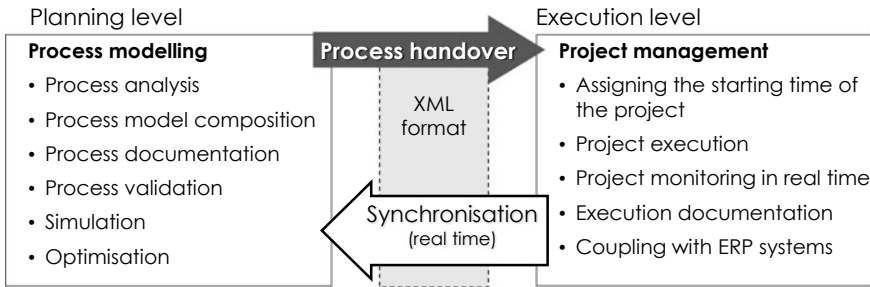 Planning level
Process modelling
• Process analysis
• Process model composition
• Process documentation
• Process validation
• Simulation
• Optimisation
Process handover
XML
format
Synchronisation
(real time)
Execution level
Project management
• Assigning the starting time of
the project
• Project execution
• Project monitoring in real time
• Execution documentation
• Coupling with ERP systems